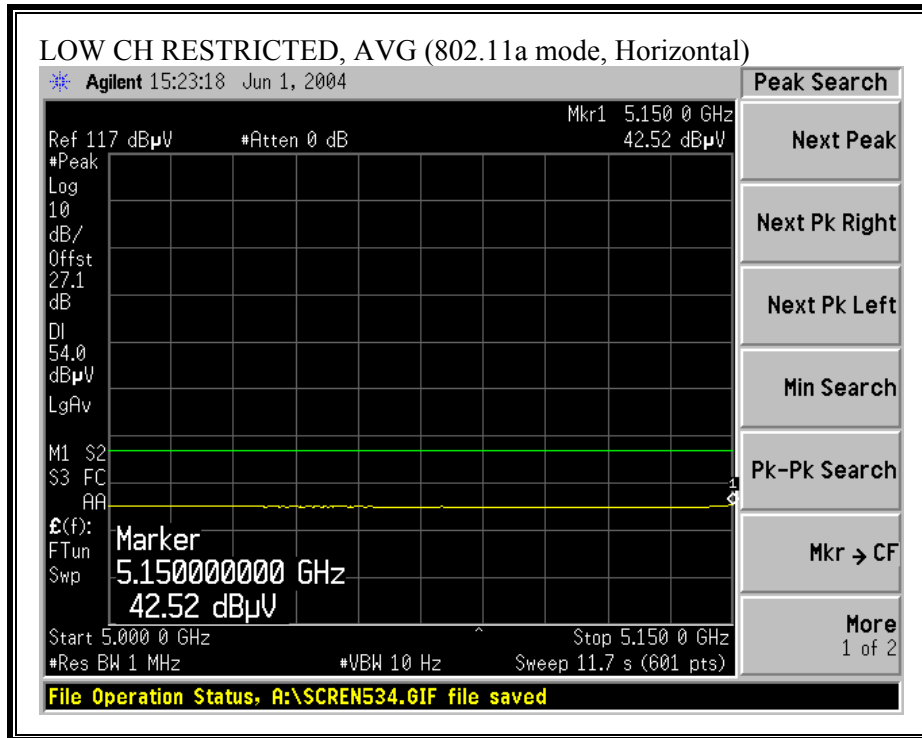 LOW CH RESTRICTED, AVG (802.11a mode, Horizontal)
Agilent 15:23:18 Jun 1, 2004
Peak Search
Mkr1 5.150 0 GHz
Ref 117 dBµV #Atten 0 dB 42.52 dBµV
#Peak
Log
10
dB/
Offst
27.1
dB
DI
54.0
dBµV
LgAv
M1 S2
S3 FC
AA
£(f):
FTun
Swp
1
Marker
5.150000000 GHz
42.52 dBµV
Start 5.000 0 GHz ^ Stop 5.150 0 GHz
#Res BW 1 MHz #VBW 10 Hz Sweep 11.7 s (601 pts)
Next Peak
Next Pk Right
Next Pk Left
Min Search
Pk-Pk Search
Mkr → CF
More
1 of 2
File Operation Status, A:\SCREN534.GIF file saved